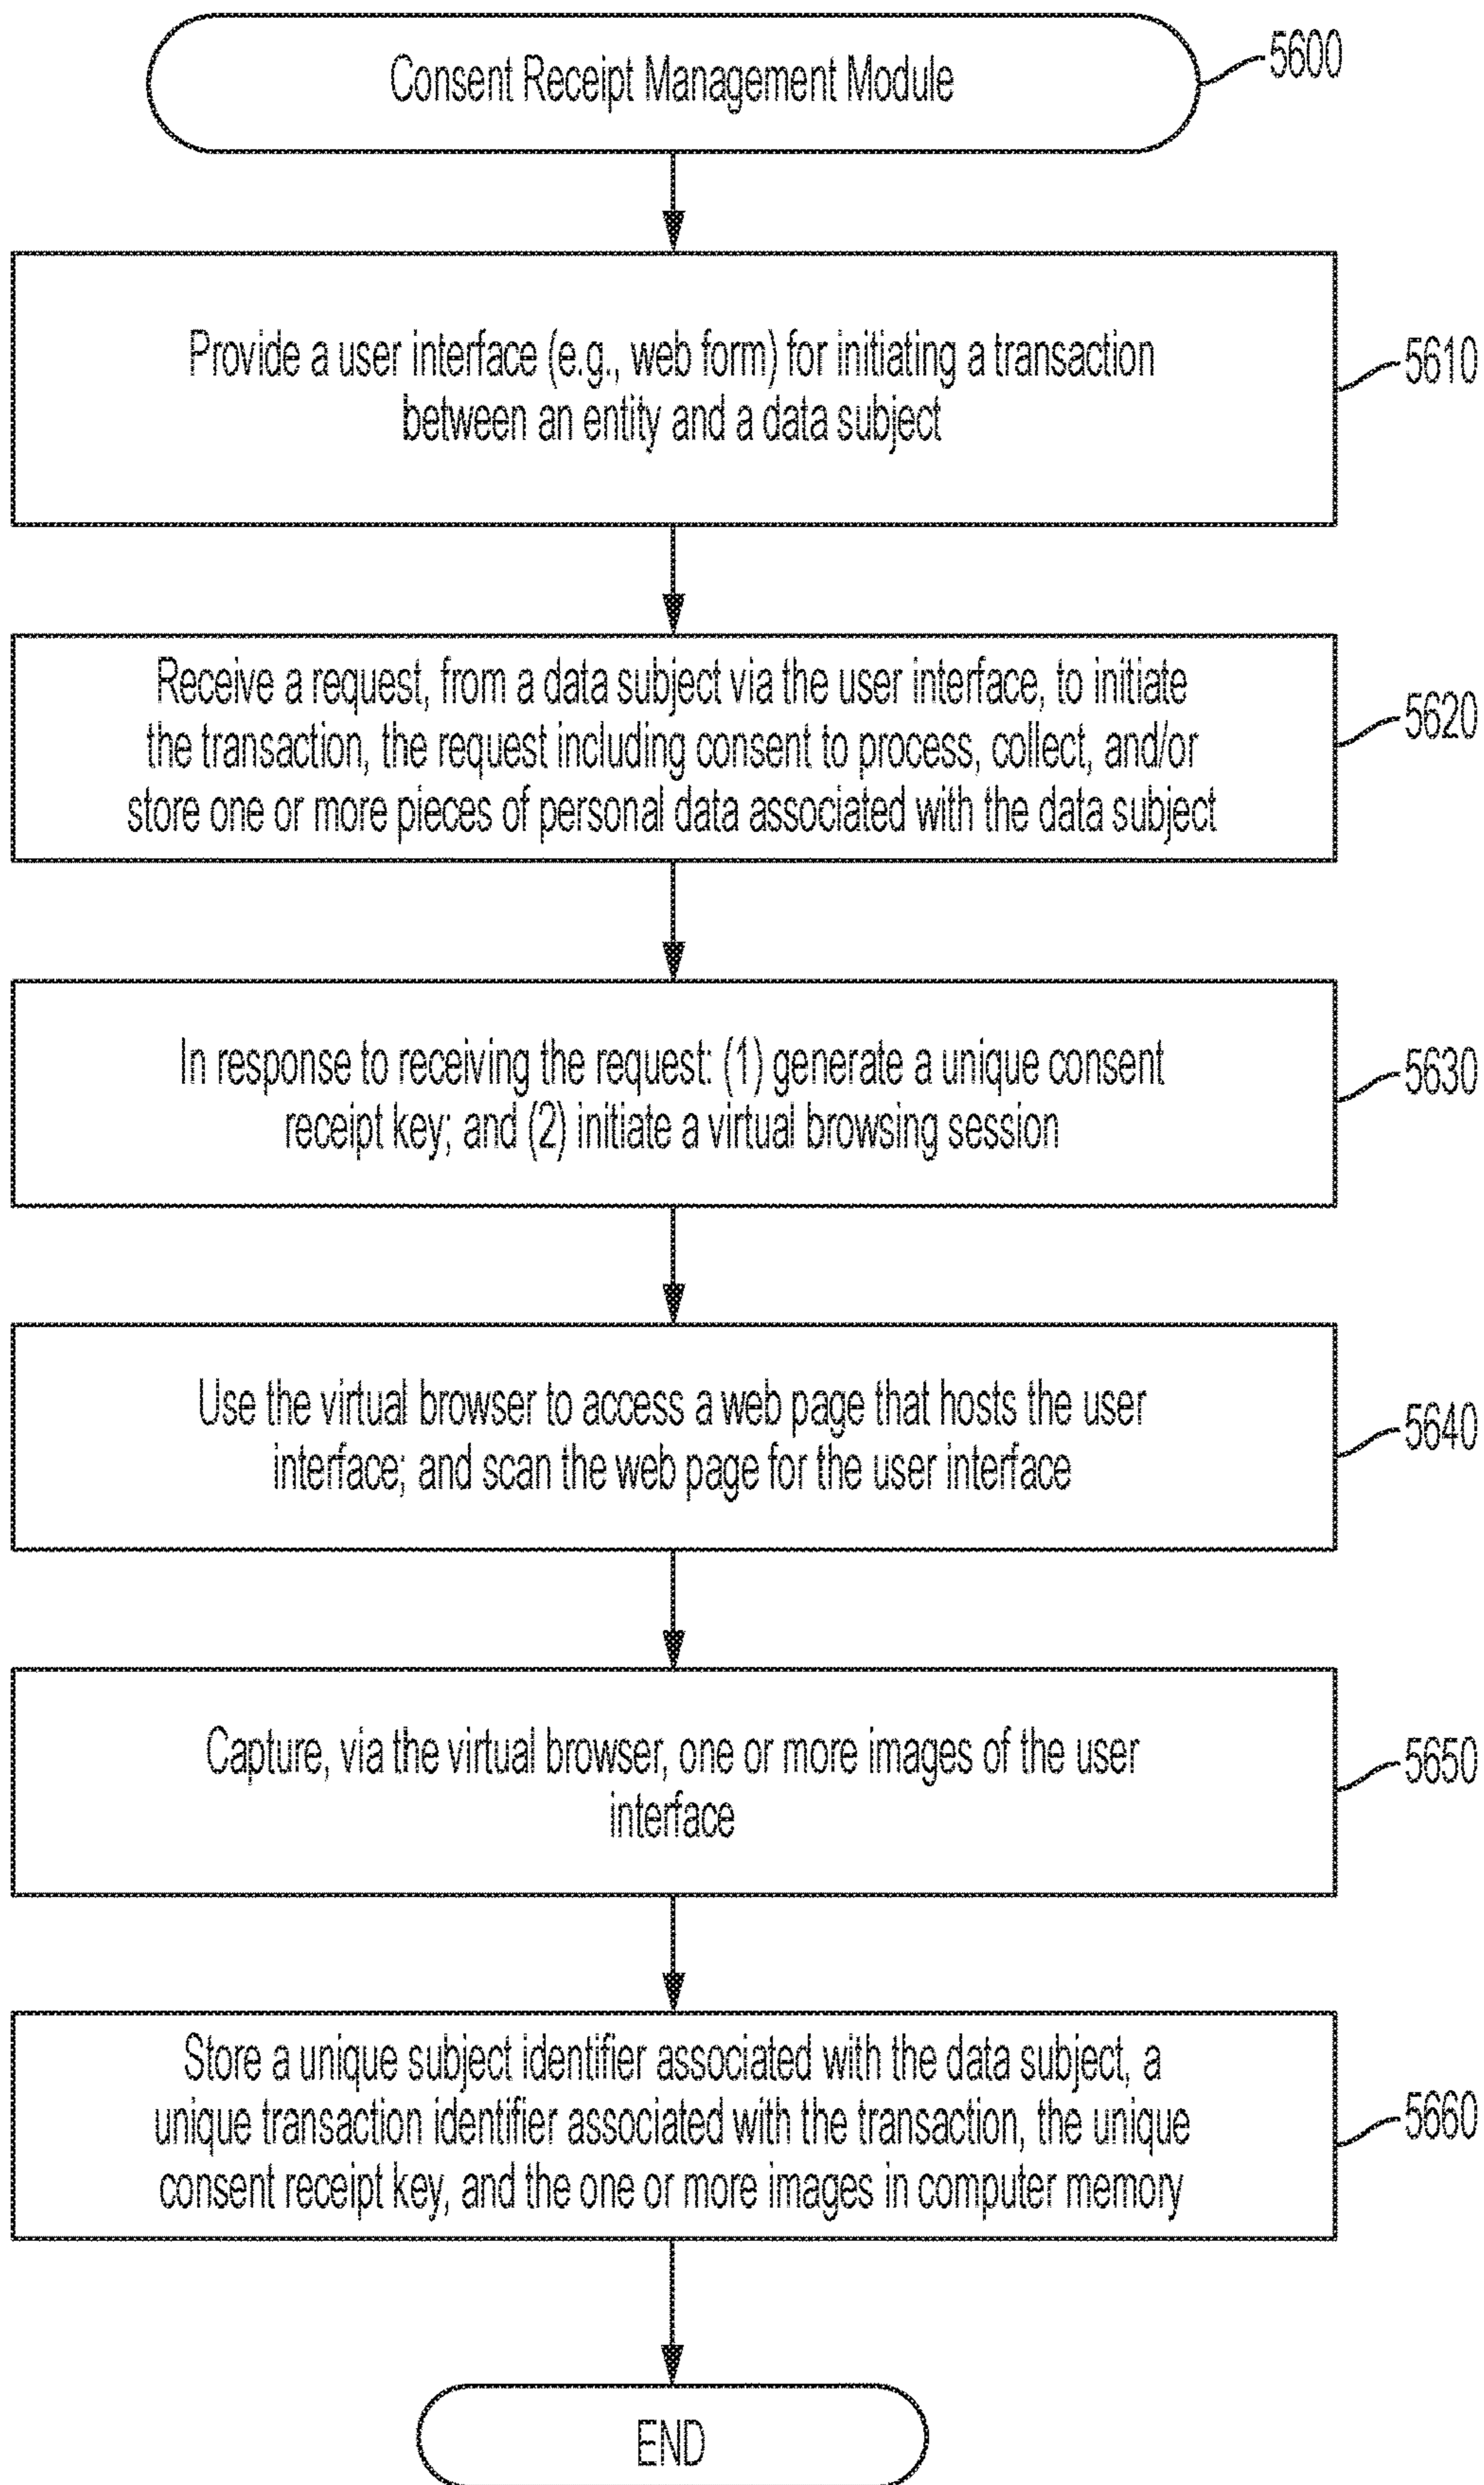 Consent Receipt Management Module
5600
Provide a user interface (e.g., web form) for initiating a transaction
between an entity and a data subject
5610
Receive a request, from a data subject via the user interface, to initiate
the transaction, the request including consent to process, collect, and/or
store one or more pieces of personal data associated with the data subject
5620
In response to receiving the request: (1) generate a unique consent
receipt key; and (2) initiate a virtual browsing session
5630
Use the virtual browser to access a web page that hosts the user
interface; and scan the web page for the user interface
5640
Capture, via the virtual browser, one or more images of the user
interface
5650
Store a unique subject identifier associated with the data subject, a
unique transaction identifier associated with the transaction, the unique
consent receipt key, and the one or more images in computer memory
5660
END